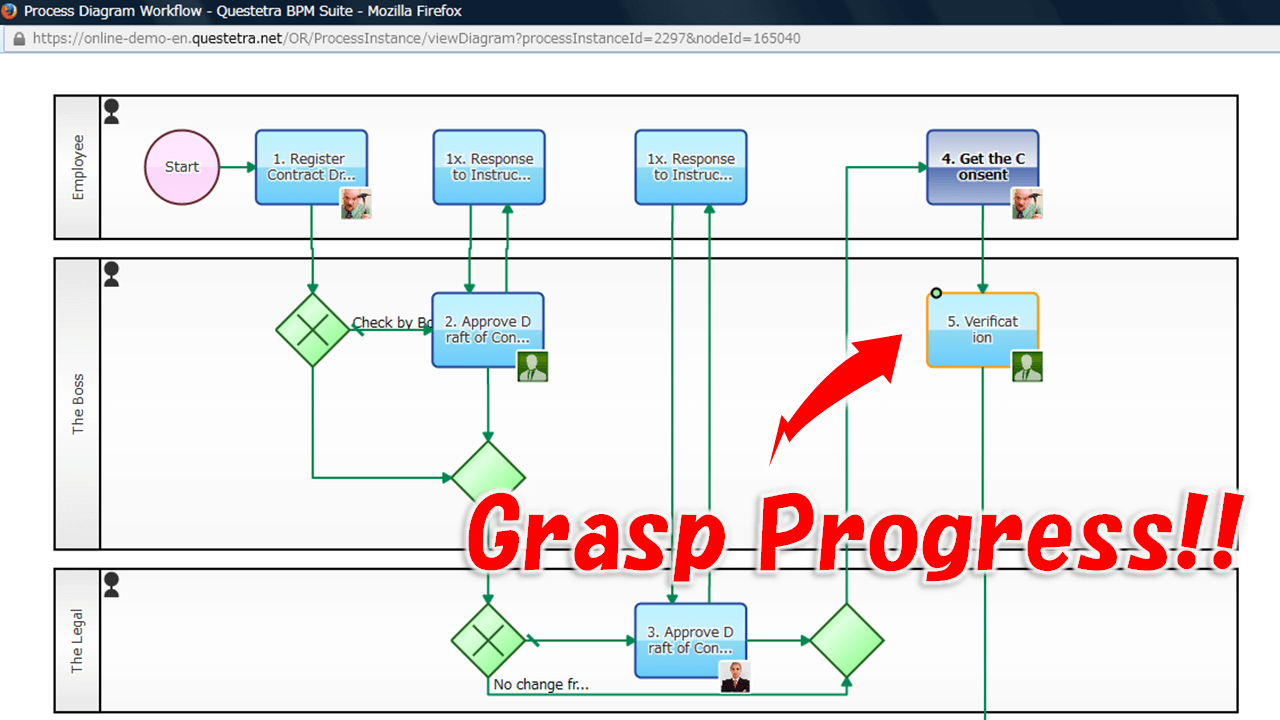 Process Diagram Workflow - Questetra BPM Suite - Mozilla Firefox
https://online-demo-en.questetra.net/OR/ProcessInstance/viewDiagram?processInstanceId=2297&nodeId=165040
Employee
Start
1. Register
Contract Dr...
1x. Response
to Instruc...
1x. Response
to Instruc...
4. Get the C
onsent
The Boss
Check by Bo
2. Approve D
raft of Con...
5. Verificat
ion
Grasp Progress!!
The Legal
3. Approve D
raft of Con...
No change fr...